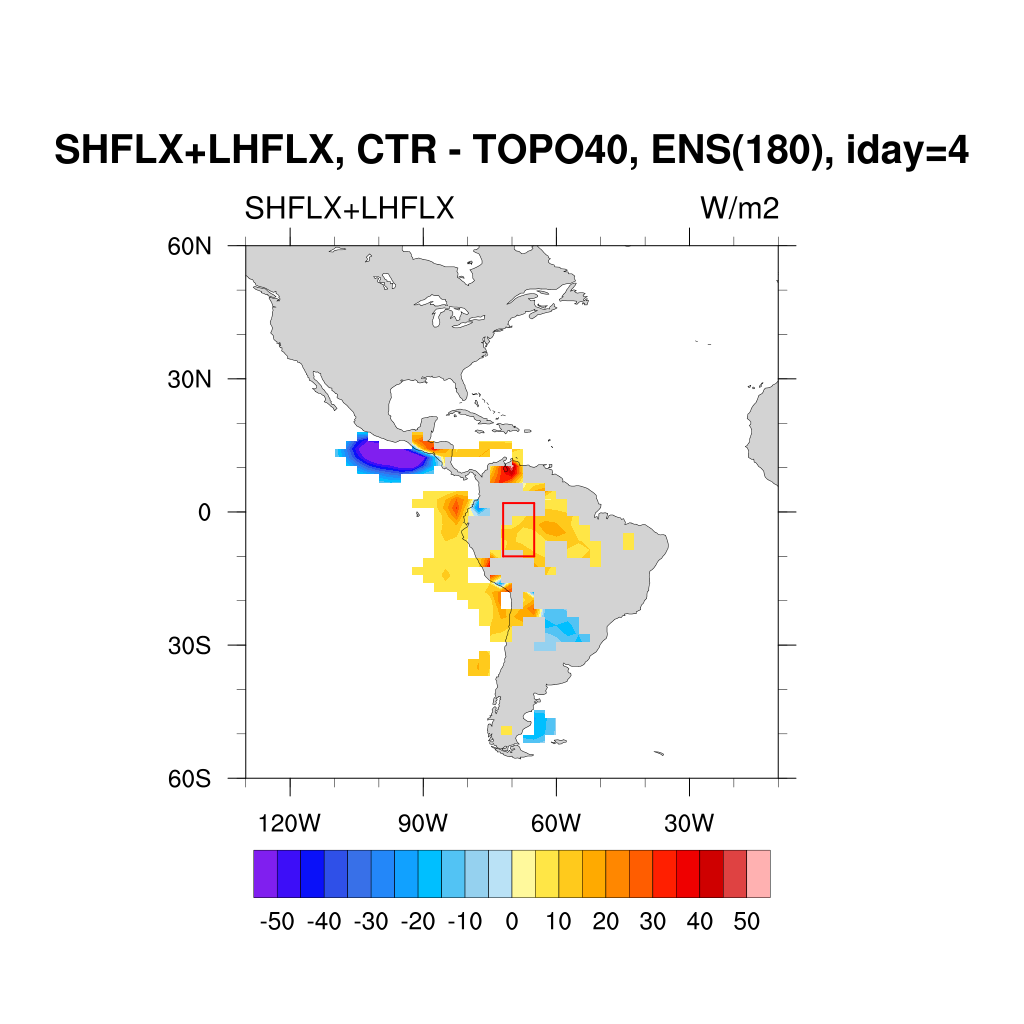 SHFLX+LHFLX, CTR - TOPO40, ENS(180), iday=4
SHFLX+LHFLX W/m2
60N
30N
0
30S
60S
120W 90W 60W 30W
-50 -40 -30 -20 -10 0 10 20 30 40 50